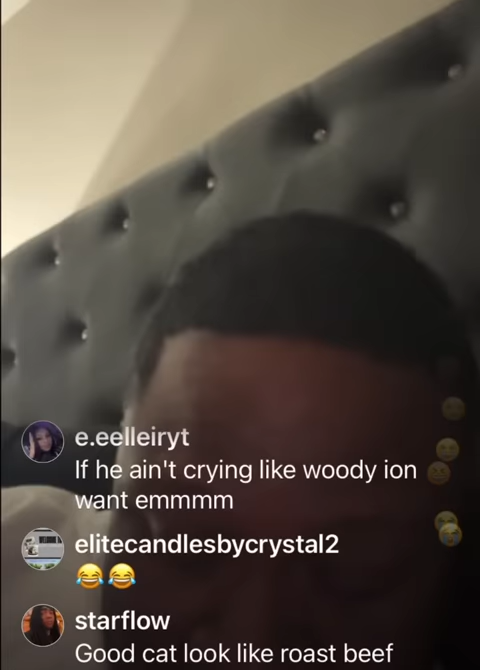 e.eelleiryt
If he ain't crying like woody ion
want emmmm
elitecandlesbycrystal2
😂😂
starflow
Good cat look like roast beef